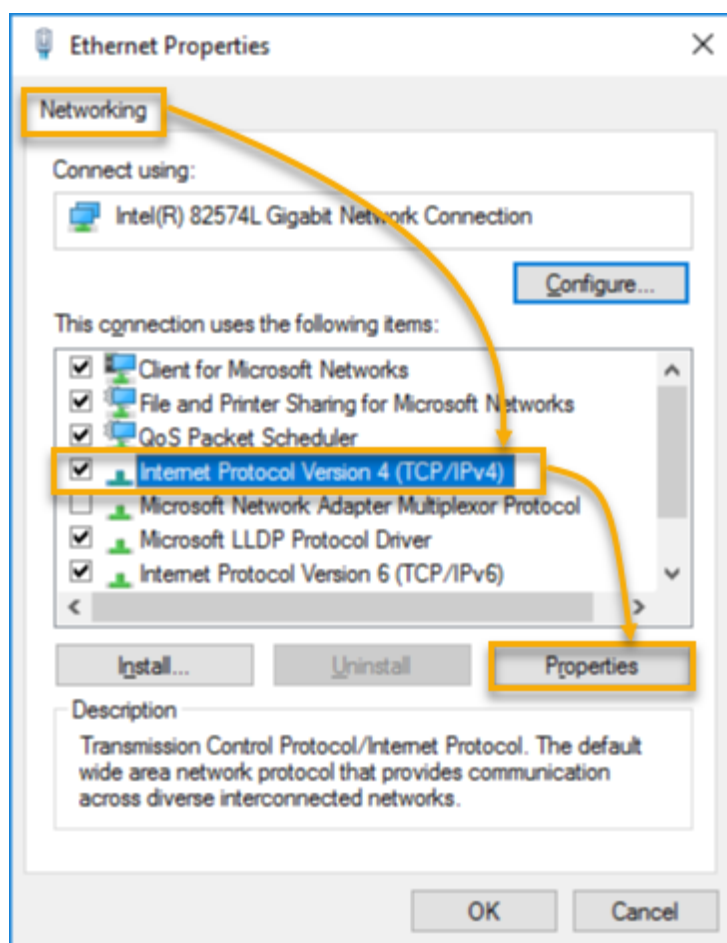 Ethernet Properties
Networking
Connect using:
Intel(R) 82574L Gigabit Network Connection
Configure...
This connection uses the following items:
Client for Microsoft Networks
File and Printer Sharing for Microsoft Networks
QoS Packet Scheduler
Internet Protocol Version 4 (TCP/IPv4)
Microsoft Network Adapter Multiplexor Protocol
Microsoft LLDP Protocol Driver
Internet Protocol Version 6 (TCP/IPv6)
Install... Uninstall Properties
Description
Transmission Control Protocol/Internet Protocol. The default
wide area network protocol that provides communication
across diverse interconnected networks.
OK Cancel